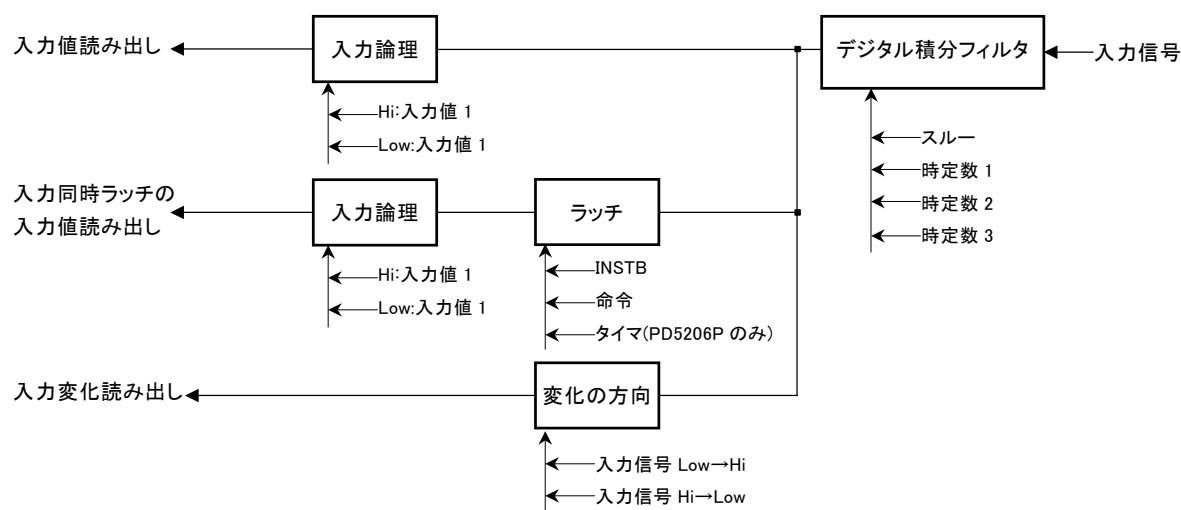 入力値読み出し
入力論理
デジタル積分フィルタ
入力信号
Hi:入力値 1
Low:入力値 1
スルー
時定数 1
時定数 2
時定数 3
入力同時ラッチの
入力値読み出し
入力論理
ラッチ
Hi:入力値 1
Low:入力値 1
INSTB
命令
タイマ(PD5206P のみ)
入力変化読み出し
変化の方向
入力信号 Low→Hi
入力信号 Hi→Low